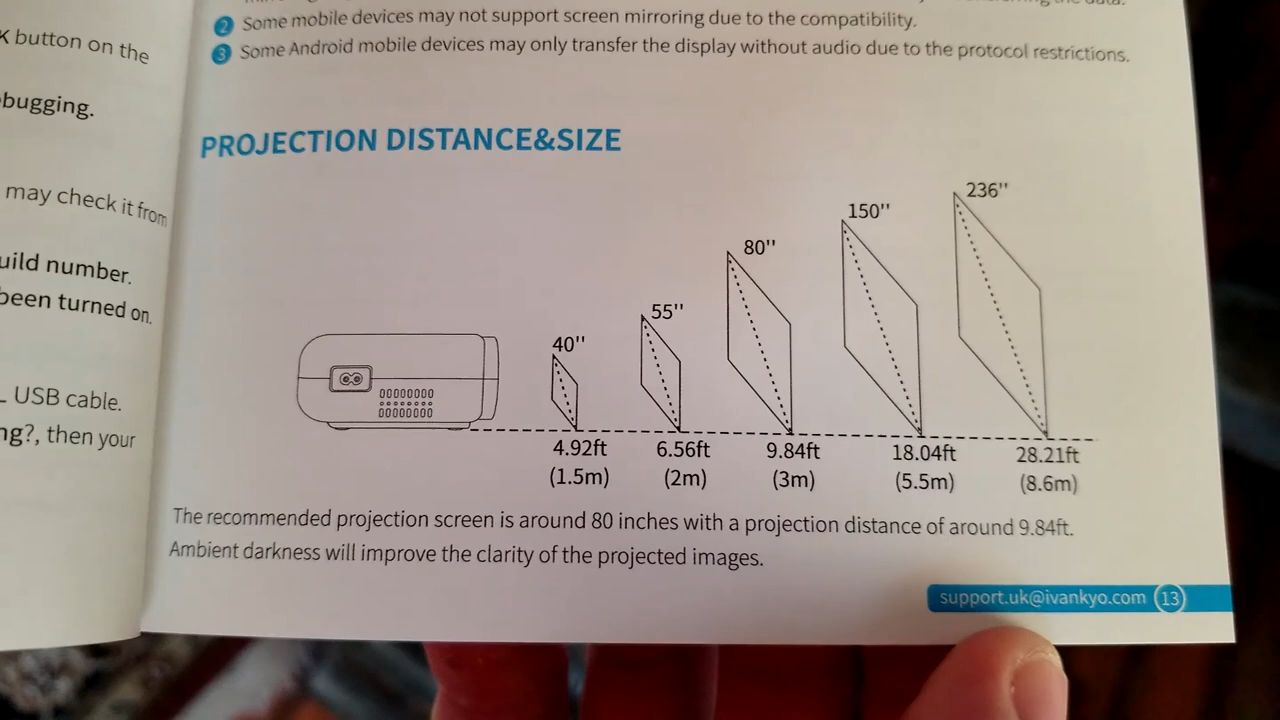 K button on the
bugging.
may check it from
uild number.
been turned on.
USB cable.
ng?, then your
the data.
2 Some mobile devices may not support screen mirroring due to the compatibility.
3 Some Android mobile devices may only transfer the display without audio due to the protocol restrictions.
PROJECTION DISTANCE&SIZE
236''
150''
80''
55''
40''
4.92ft 6.56ft 9.84ft 18.04ft 28.21ft
(1.5m) (2m) (3m) (5.5m) (8.6m)
The recommended projection screen is around 80 inches with a projection distance of around 9.84ft.
Ambient darkness will improve the clarity of the projected images.
support.uk@ivankyo.com 13